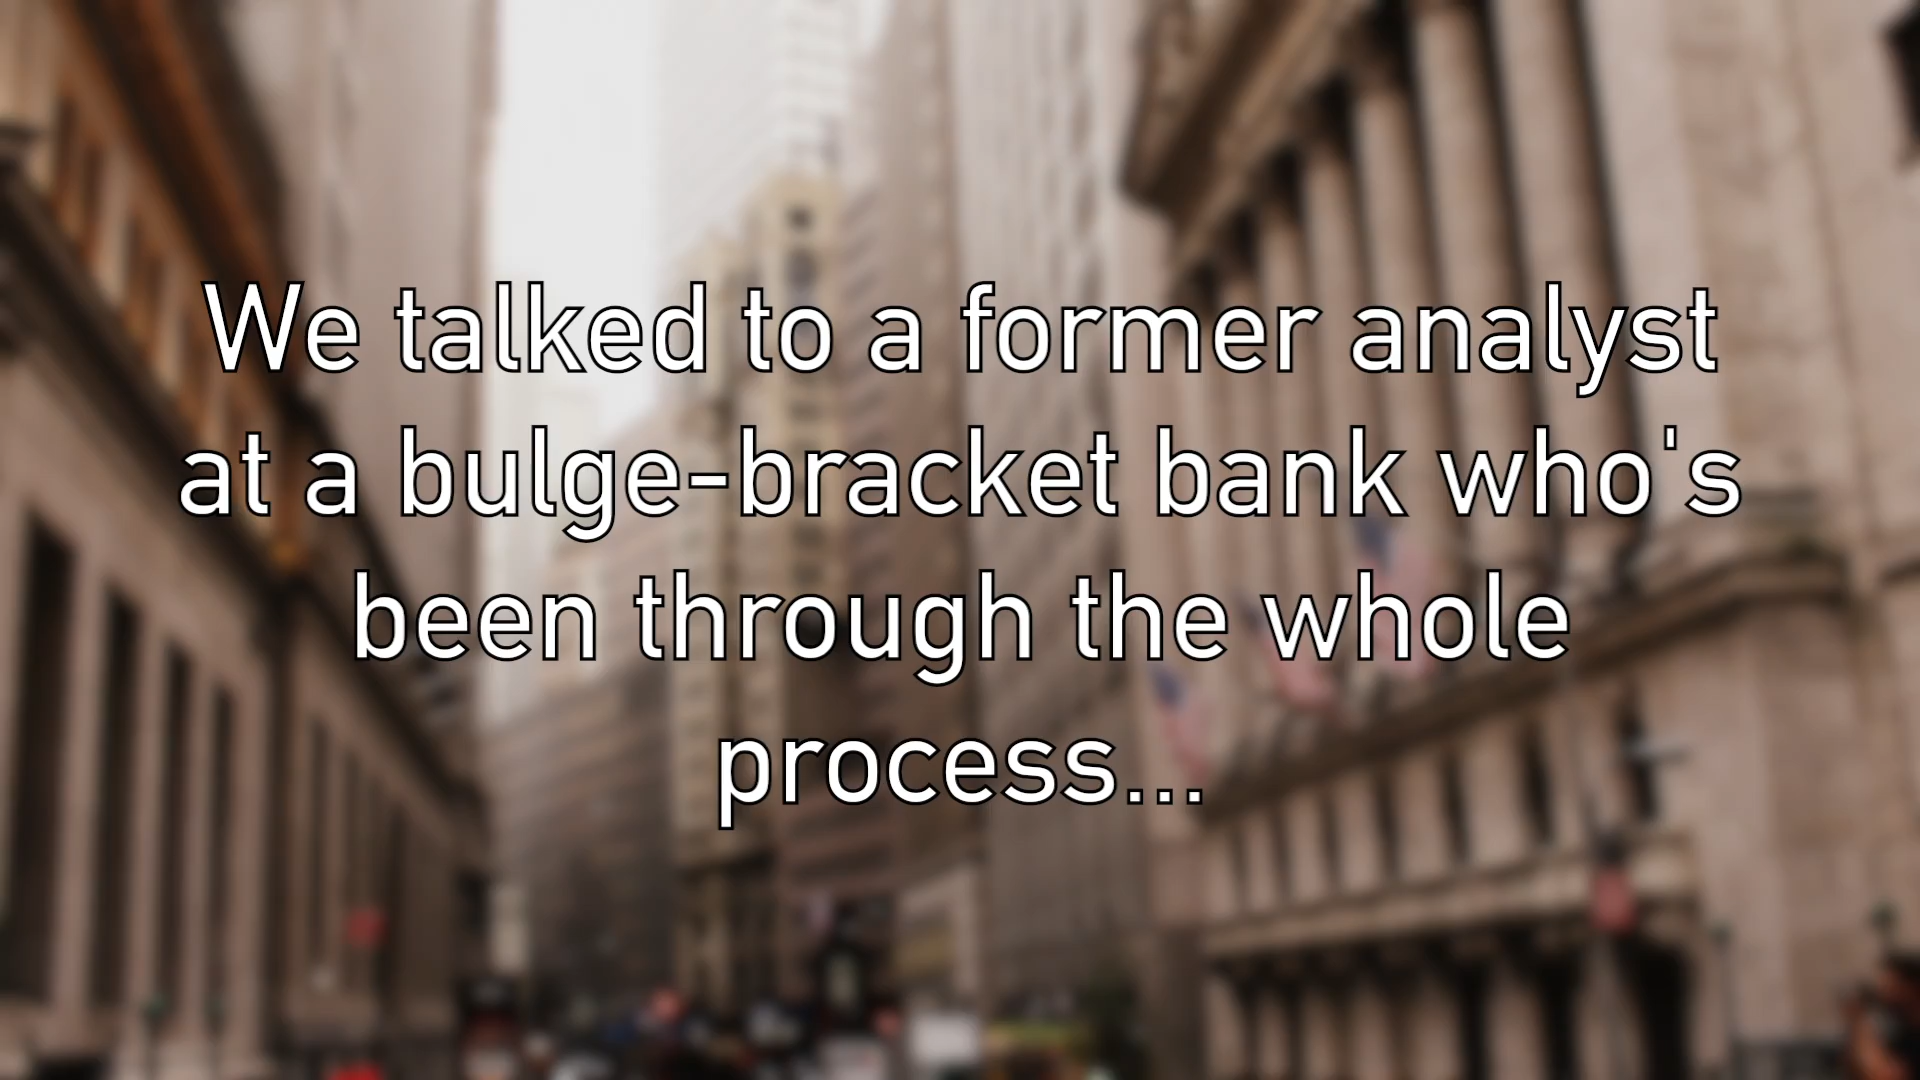 We talked to a former analyst
at a bulge-bracket bank who's
been through the whole
process...